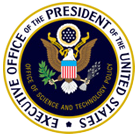 EXECUTIVE OFFICE OF THE PRESIDENT OF THE UNITED STATES
OFFICE OF SCIENCE AND TECHNOLOGY POLICY